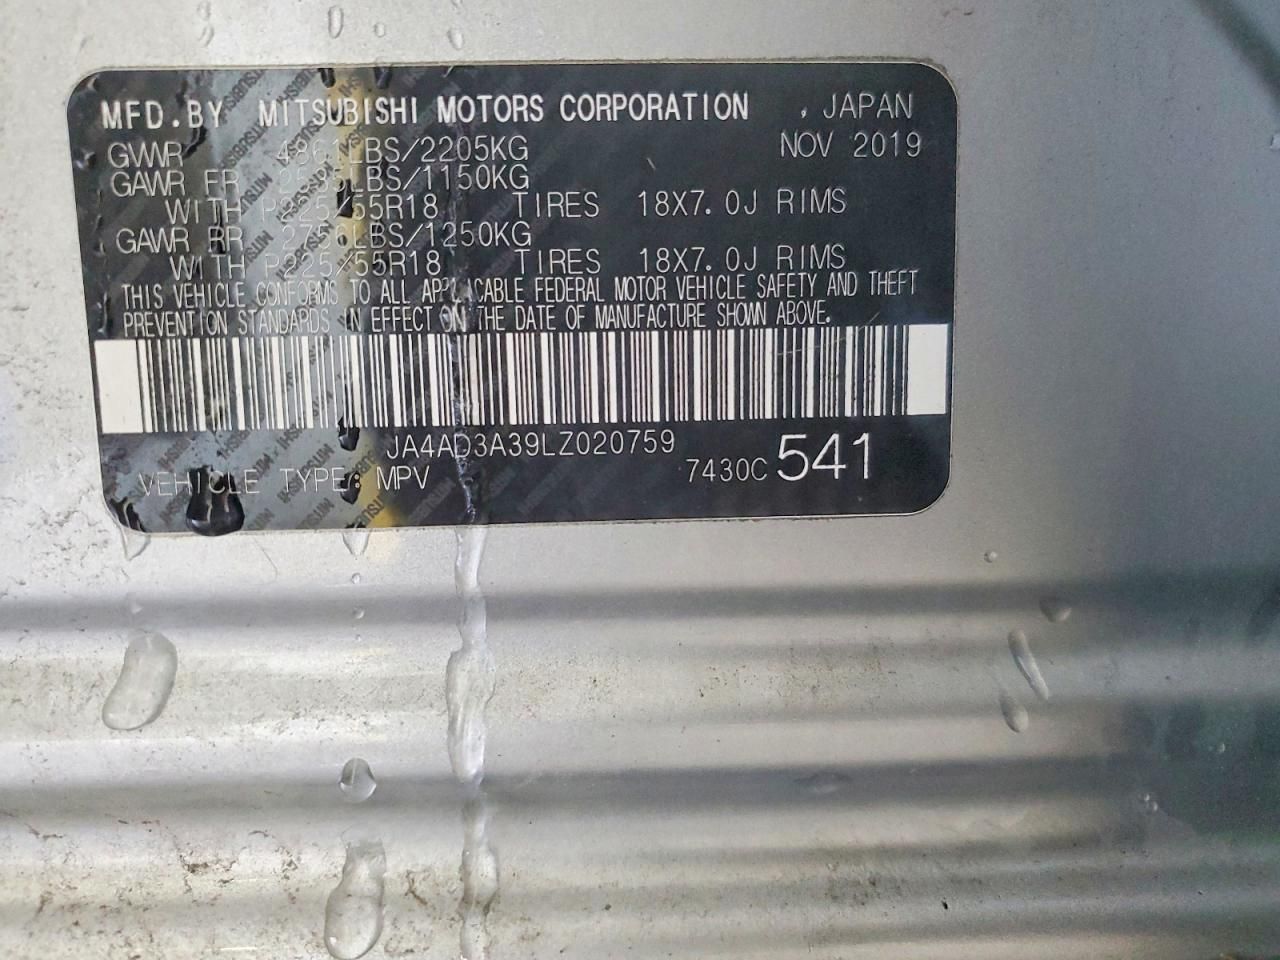 MFD. BY MITSUBISHI MOTORS CORPORATION , JAPAN
GVWR 4861LBS/2205KG NOV 2019
GAWR FR 2535LBS/1150KG
WITH P225/55R18 TIRES 18X7.0J RIMS
GAWR RR 2756LBS/1250KG
WITH P225/55R18 TIRES 18X7.0J RIMS
THIS VEHICLE CONFORMS TO ALL APPLICABLE FEDERAL MOTOR VEHICLE SAFETY AND THEFT
PREVENTION STANDARDS IN EFFECT ON THE DATE OF MANUFACTURE SHOWN ABOVE.
JA4AD3A39LZ020759
VEHICLE TYPE: MPV 7430C 541